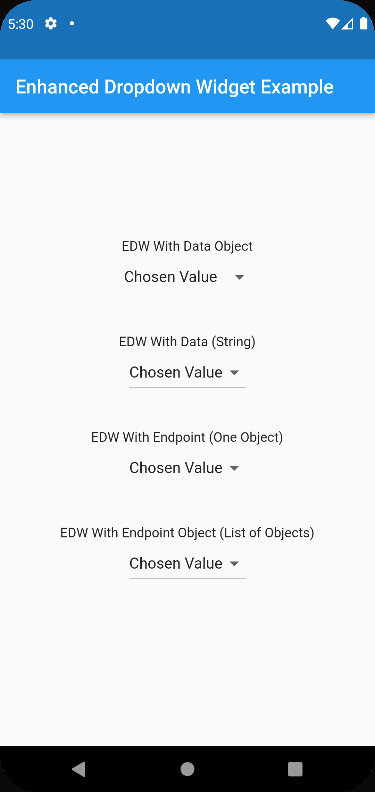 5:30
Enhanced Dropdown Widget Example
EDW With Data Object
Chosen Value
EDW With Data (String)
Chosen Value
EDW With Endpoint (One Object)
Chosen Value
EDW With Endpoint Object (List of Objects)
Chosen Value